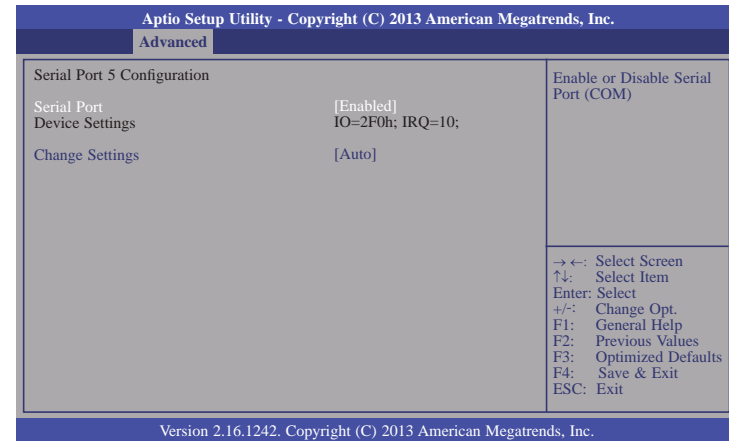 Aptio Setup Utility - Copyright (C) 2013 American Megatrends, Inc.
Advanced
Serial Port 5 Configuration
Serial Port [Enabled]
Device Settings IO=2F0h; IRQ=10;
Change Settings [Auto]
Enable or Disable Serial
Port (COM)
→←: Select Screen
↑↓: Select Item
Enter: Select
+/-: Change Opt.
F1: General Help
F2: Previous Values
F3: Optimized Defaults
F4: Save & Exit
ESC: Exit
Version 2.16.1242. Copyright (C) 2013 American Megatrends, Inc.